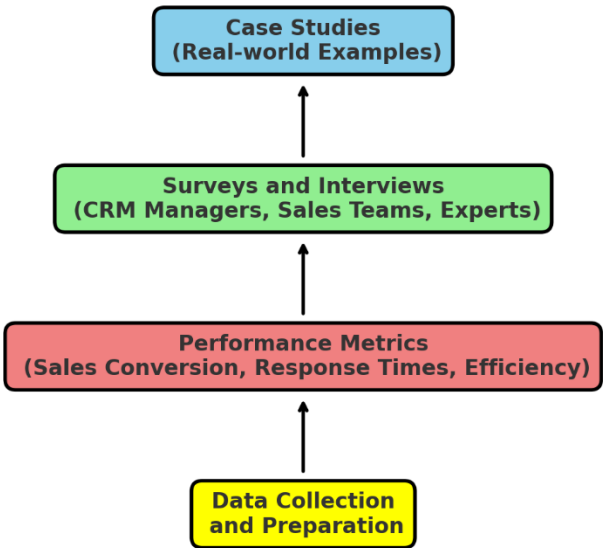 Case Studies
(Real-world Examples)
Surveys and Interviews
(CRM Managers, Sales Teams, Experts)
Performance Metrics
(Sales Conversion, Response Times, Efficiency)
Data Collection
and Preparation